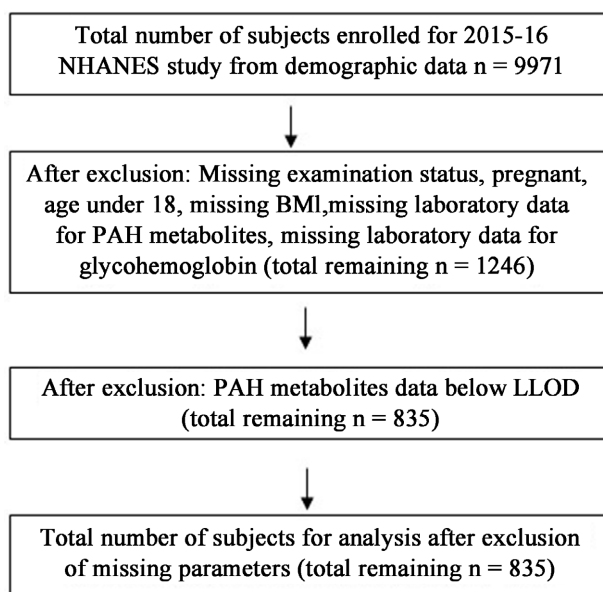 Total number of subjects enrolled for 2015-16
NHANES study from demographic data n = 9971
After exclusion: Missing examination status, pregnant,
age under 18, missing BMl,missing laboratory data
for PAH metabolites, missing laboratory data for
glycohemoglobin (total remaining n = 1246)
After exclusion: PAH metabolites data below LLOD
(total remaining n = 835)
Total number of subjects for analysis after exclusion
of missing parameters (total remaining n = 835)